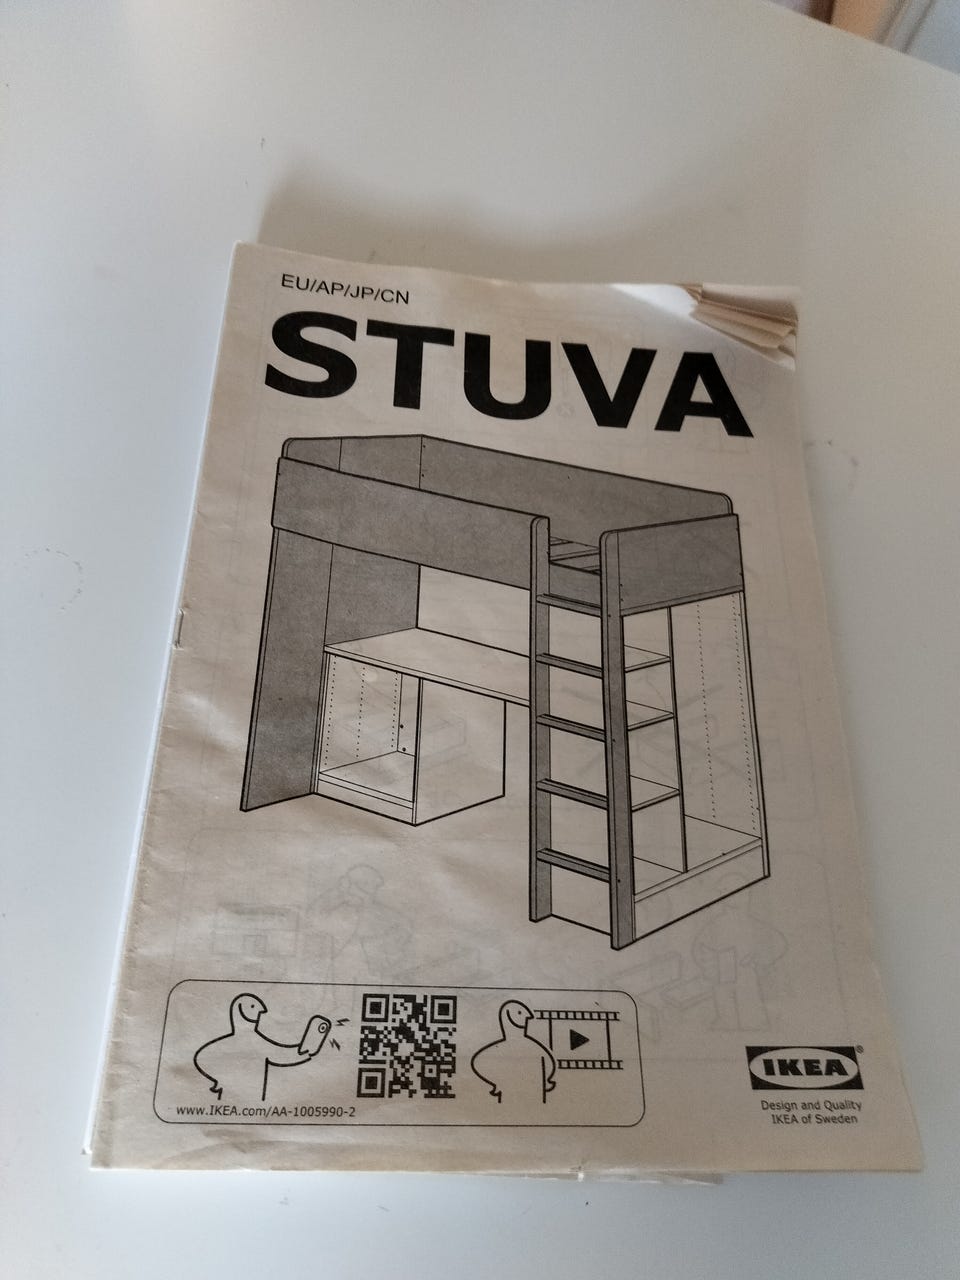 EU/AP/JP/CN
STUVA
www.IKEA.com/AA-1005990-2
IKEA®
Design and Quality
IKEA of Sweden